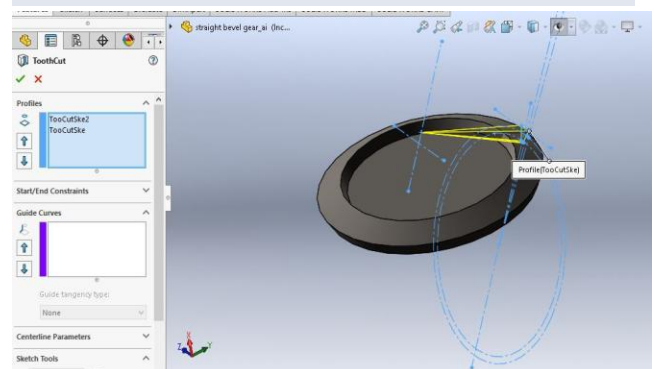 straight bevel gear_ai (Inc...
ToothCut
Profiles
TooCutSke2
TooCutSke
Profile(TooCutSke)
Start/End Constraints
Guide Curves
Guide tangency type:
None
Centerline Parameters
Sketch Tools
X
Y
Z